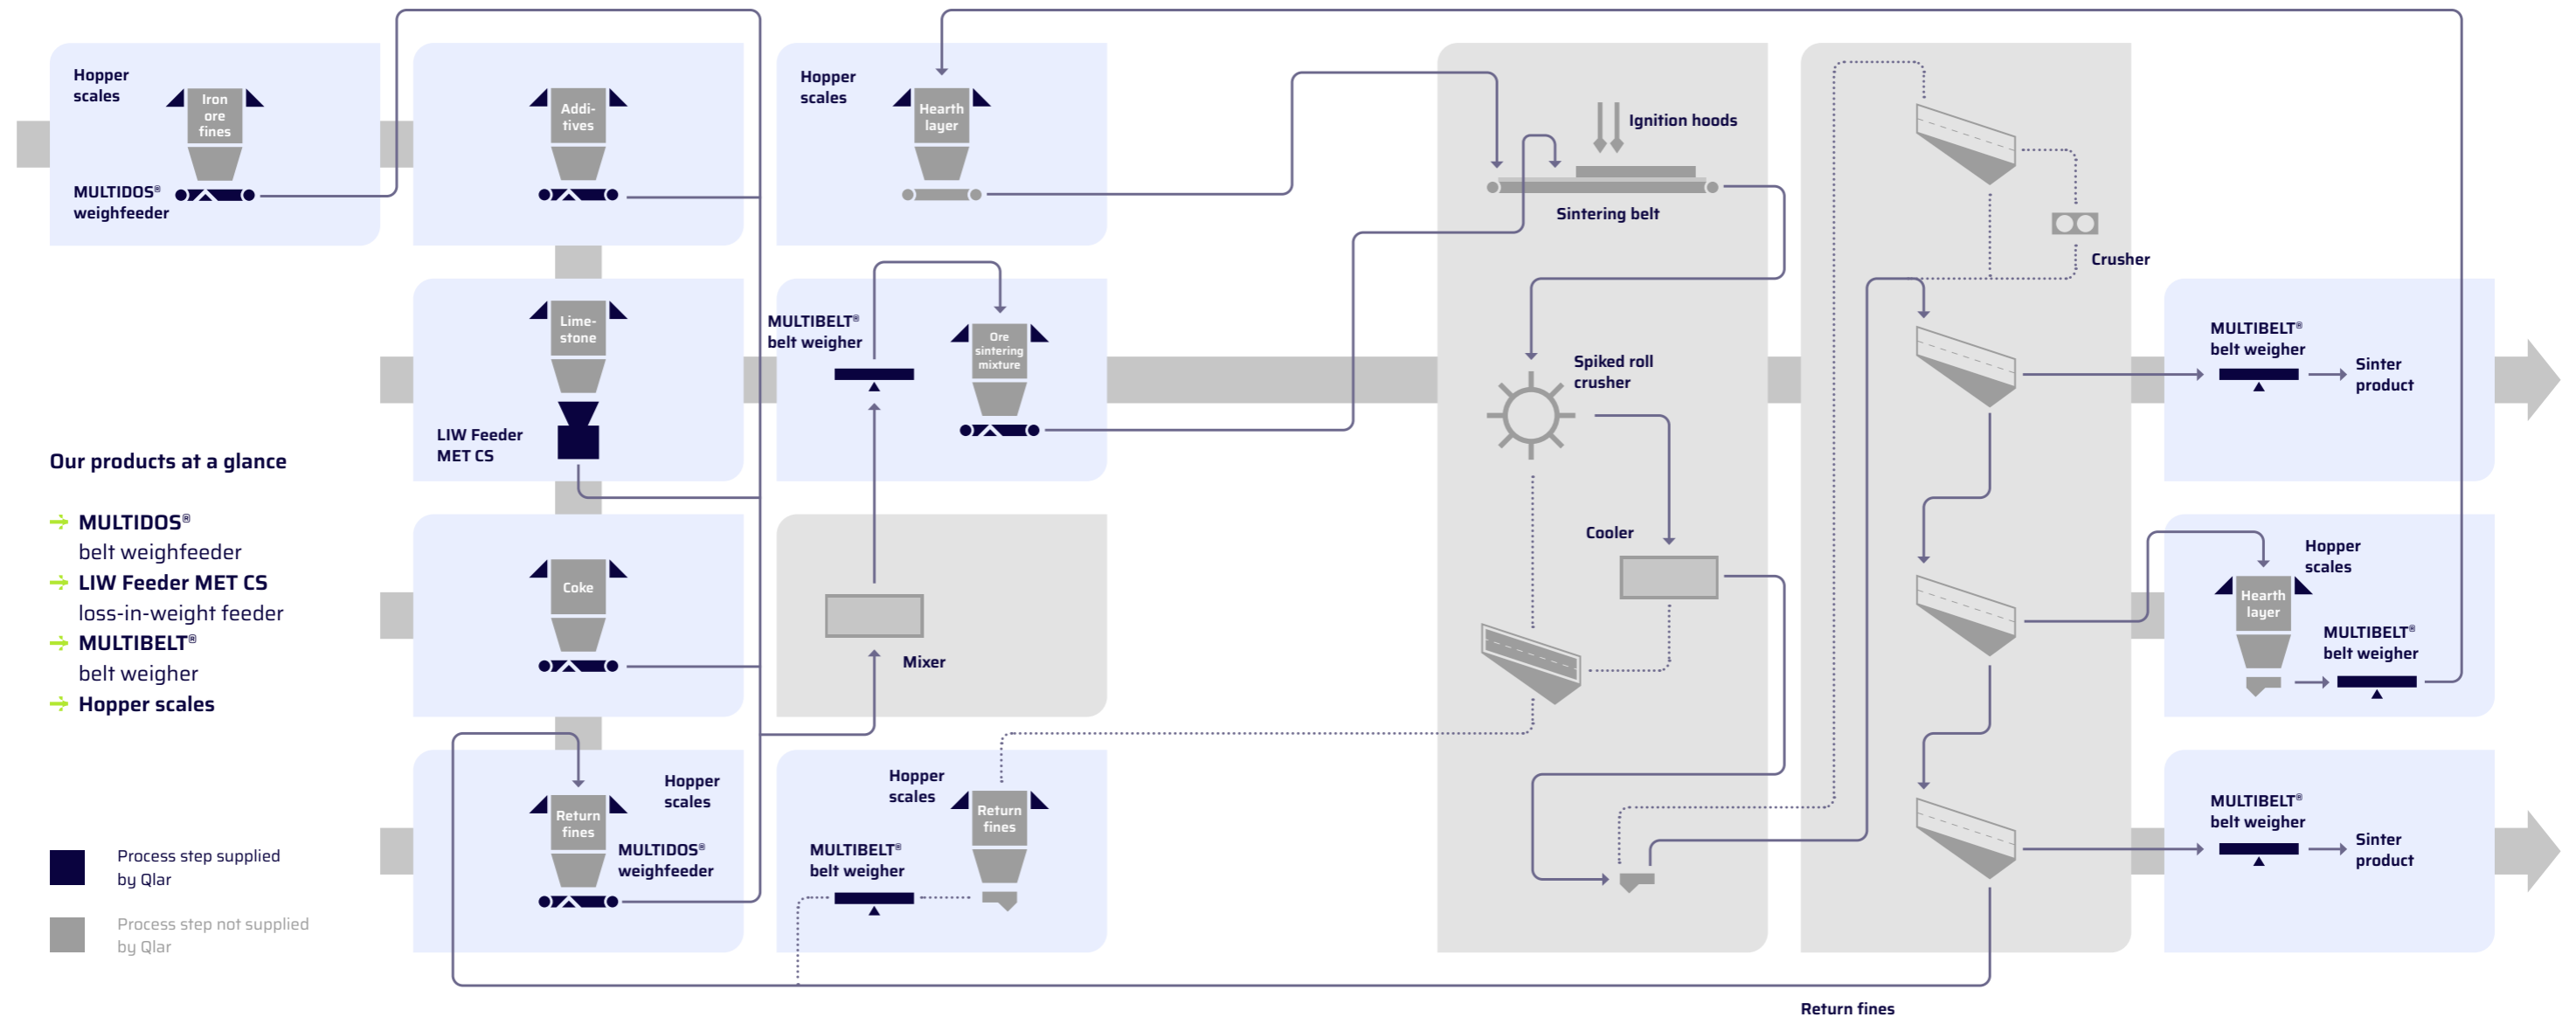 Hopper
scales
Iron
ore
fines
MULTIDOS®
weighfeeder
Addi-
tives
Hopper
scales
Hearth
layer
Ignition hoods
Sintering belt
Crusher
Lime-
stone
LIW Feeder
MET CS
MULTIBELT®
belt weigher
Ore
sintering
mixture
Spiked roll
crusher
MULTIBELT®
belt weigher
Sinter
product
Our products at a glance
MULTIDOS®
belt weighfeeder
LIW Feeder MET CS
loss-in-weight feeder
MULTIBELT®
belt weigher
Hopper scales
Coke
Mixer
Cooler
Hopper
scales
Hearth
layer
MULTIBELT®
belt weigher
Return
fines
Hopper
scales
MULTIDOS®
weighfeeder
Hopper
scales
Return
fines
MULTIBELT®
belt weigher
MULTIBELT®
belt weigher
Sinter
product
Process step supplied
by Qlar
Process step not supplied
by Qlar
Return fines